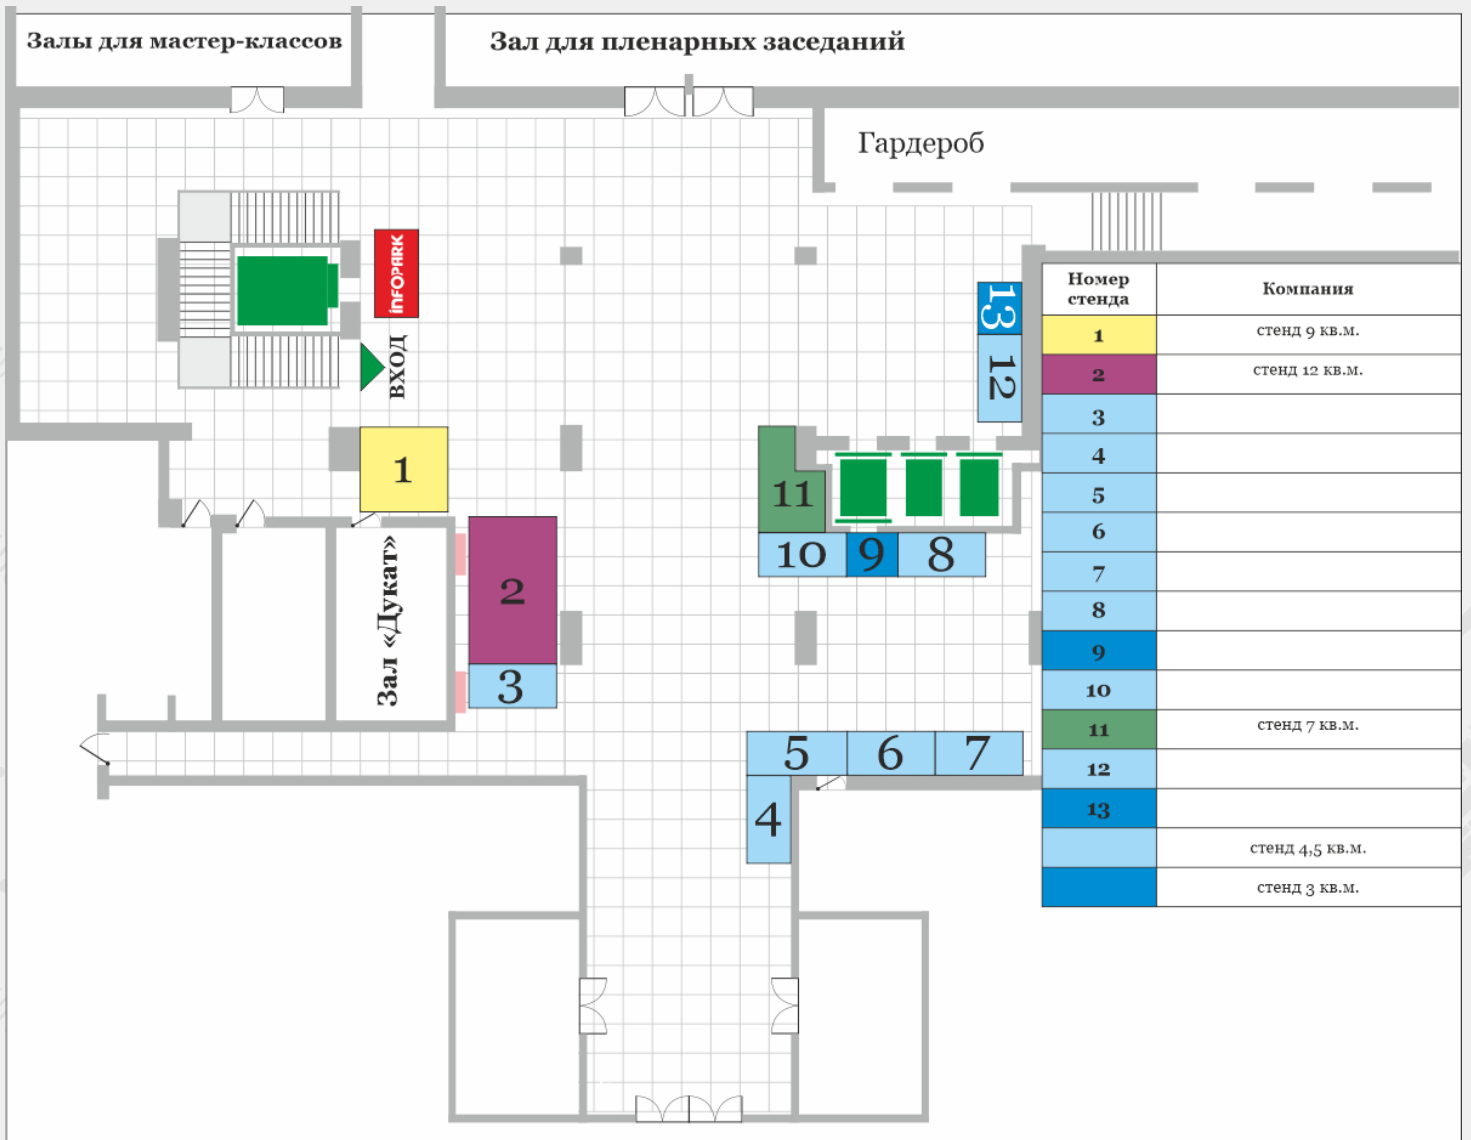 Залы для мастер-классов
Зал для пленарных заседаний
Гардероб
INFOPARK
ВХОД
13
12
1
11
10
9
8
2
3
Зал «Дукат»
5
6
7
4
Номер стенда
Компания
1
стенд 9 кв.м.
2
стенд 12 кв.м.
3
4
5
6
7
8
9
10
11
стенд 7 кв.м.
12
13
стенд 4,5 кв.м.
стенд 3 кв.м.